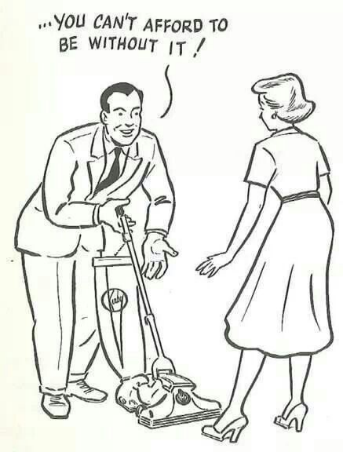 ...YOU CAN'T AFFORD TO
BE WITHOUT IT!